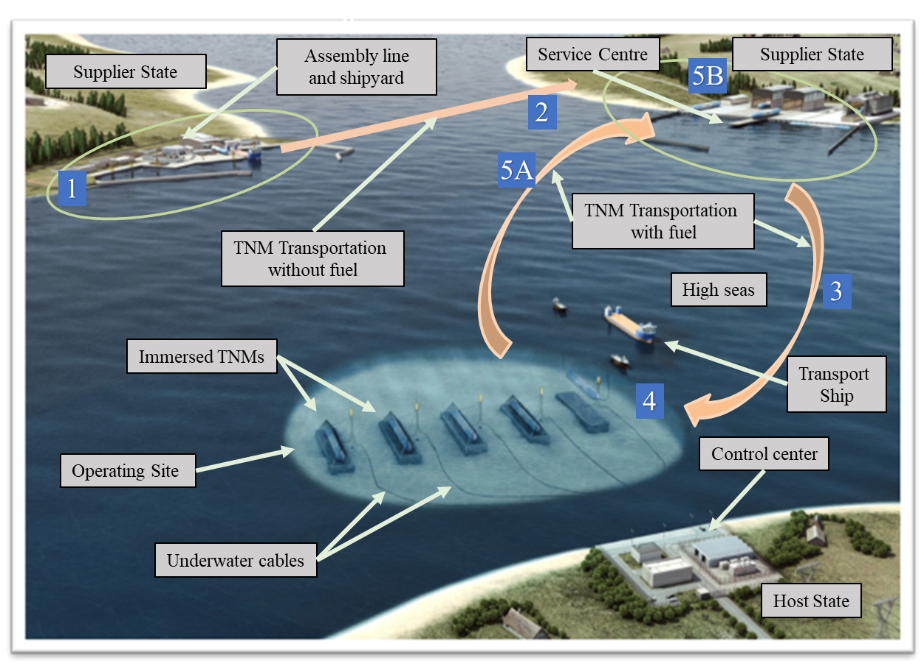 Supplier State
Assembly line
and shipyard
Service Centre
Supplier State
5B
2
5A
1
TNM Transportation
with fuel
TNM Transportation
without fuel
High seas
3
Immersed TNMs
Transport
Ship
4
Operating Site
Control center
Underwater cables
Host State